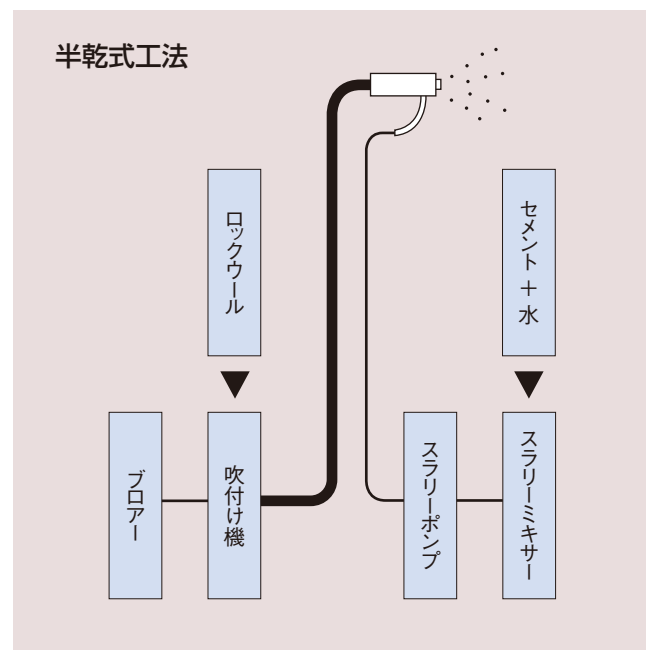 半乾式工法
ロックウール
セメント＋水
ブロアー
吹付け機
スラリーポンプ
スラリーミキサー